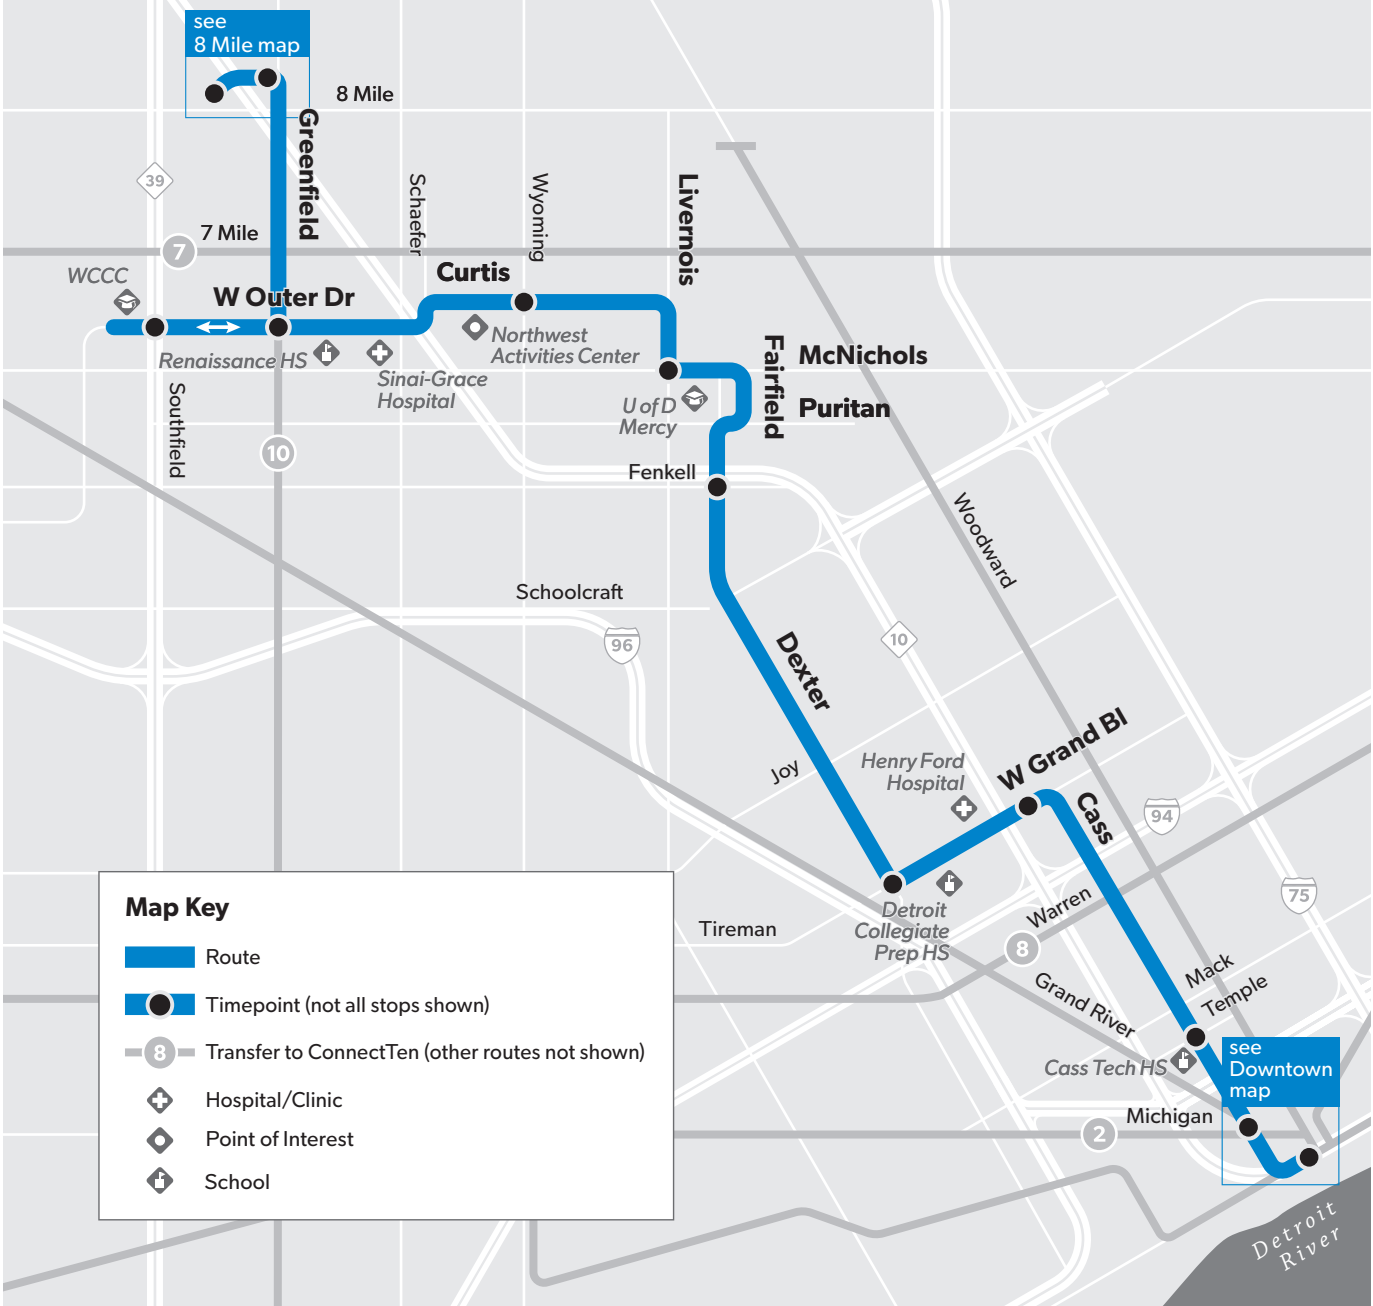 see
8 Mile map
8 Mile
Greenfield
39
Schaefer
Wyoming
Livernois
7 Mile
7
WCCC
Curtis
W Outer Dr
Northwest
Activities Center
Renaissance HS
Sinai-Grace
Hospital
Fairfield
McNichols
Puritan
U of D
Mercy
Southfield
10
Fenkell
Woodward
Schoolcraft
96
10
Dexter
Joy
Henry Ford
Hospital
W Grand Bl
Cass
94
75
Detroit
Collegiate
Prep HS
Warren
8
Tireman
Grand River
Mack
Temple
Cass Tech HS
see
Downtown
map
Michigan
2
Detroit
River
Map Key
Route
Timepoint (not all stops shown)
8
Transfer to ConnectTen (other routes not shown)
Hospital/Clinic
Point of Interest
School